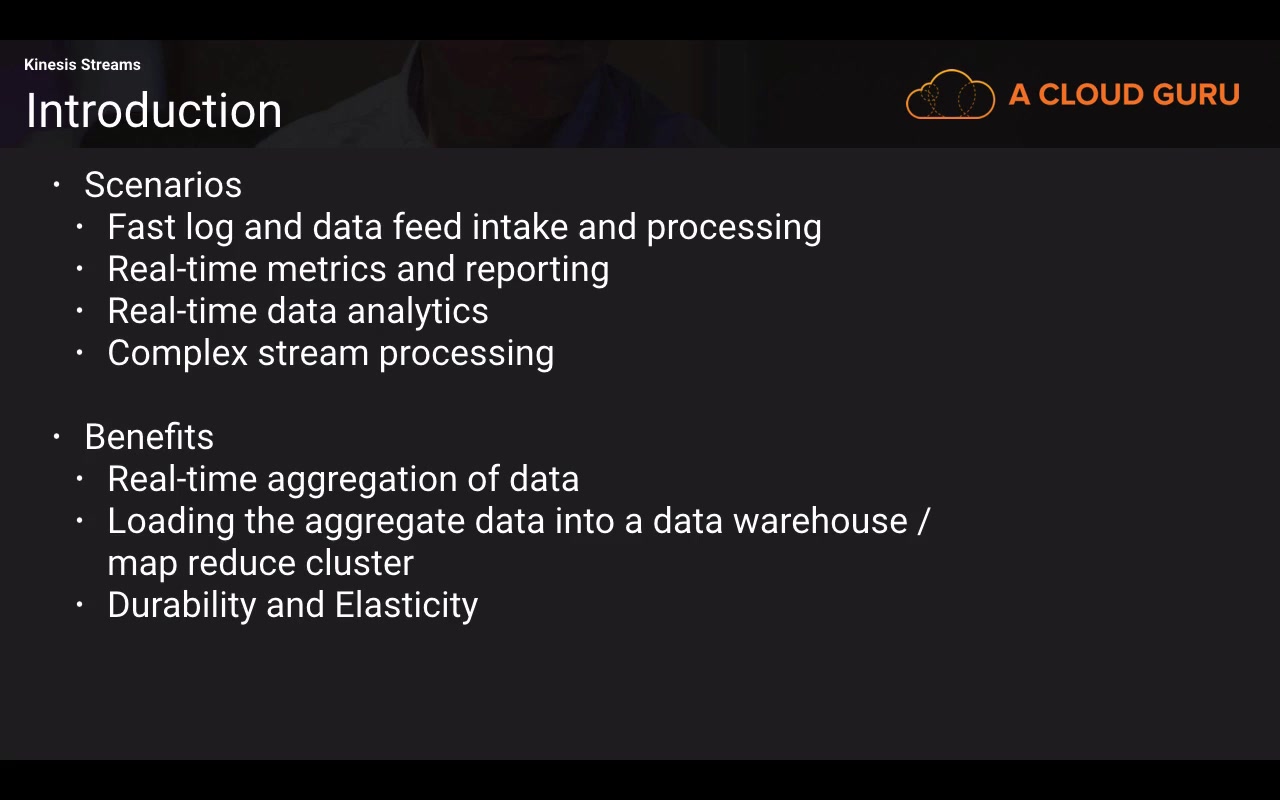 Kinesis Streams
Introduction
A CLOUD GURU
• Scenarios
• Fast log and data feed intake and processing
• Real-time metrics and reporting
• Real-time data analytics
• Complex stream processing
• Benefits
• Real-time aggregation of data
• Loading the aggregate data into a data warehouse /
map reduce cluster
• Durability and Elasticity